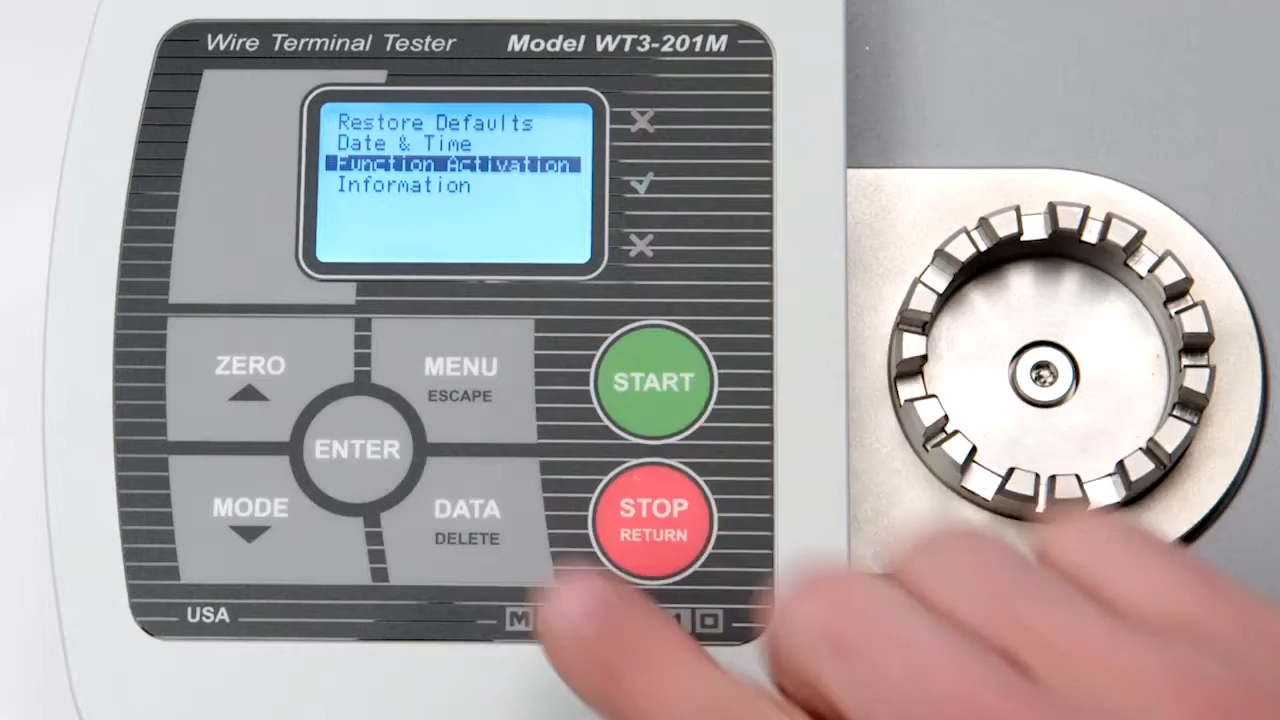 Wire Terminal Tester
Model WT3-201M
Restore Defaults
Date & Time
Function Activation
Information
ZERO
MENU
ESCAPE
START
ENTER
MODE
DATA
DELETE
STOP
RETURN
USA